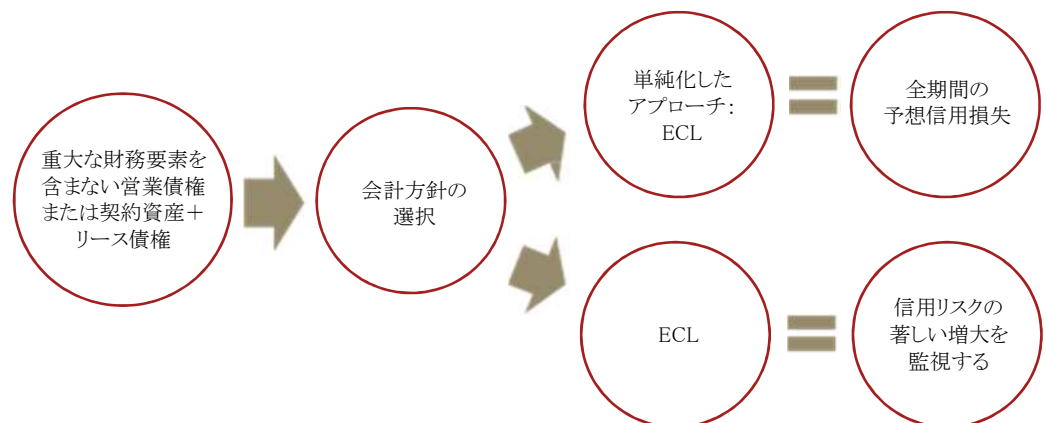 重大な財務要素を
含まない営業債権
または契約資産＋
リース債権
会計方針の
選択
単純化した
アプローチ：
ECL
全期間の
予想信用損失
ECL
信用リスクの
著しい増大を
監視する